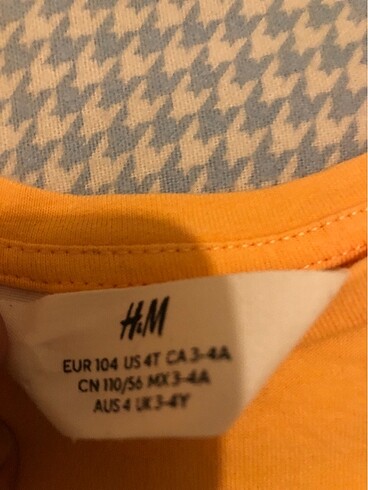 H&M
EUR 104 US 4T CA 3-4A
CN 110/56 MX 3-4A
AUS 4 UK 3-4Y